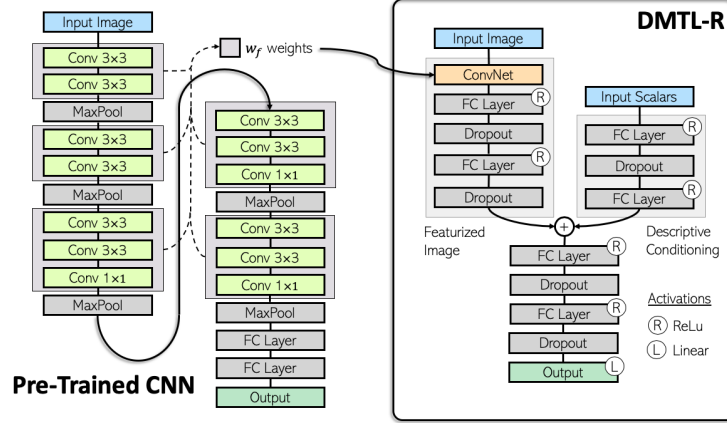 Input Image
Conv 3×3
Conv 3×3
MaxPool
Conv 3×3
Conv 3×3
MaxPool
Conv 3×3
Conv 3×3
Conv 1×1
MaxPool
Pre-Trained CNN
w_f weights
Conv 3×3
Conv 3×3
Conv 1×1
MaxPool
Conv 3×3
Conv 3×3
Conv 1×1
MaxPool
FC Layer
FC Layer
Output
DMTL-R
Input Image
ConvNet
FC Layer
R
Dropout
FC Layer
R
Dropout
Featurized
Image
Input Scalars
FC Layer
R
Dropout
FC Layer
R
Descriptive
Conditioning
+
FC Layer
R
Dropout
FC Layer
R
Dropout
Output
L
Activations
R ReLu
L Linear